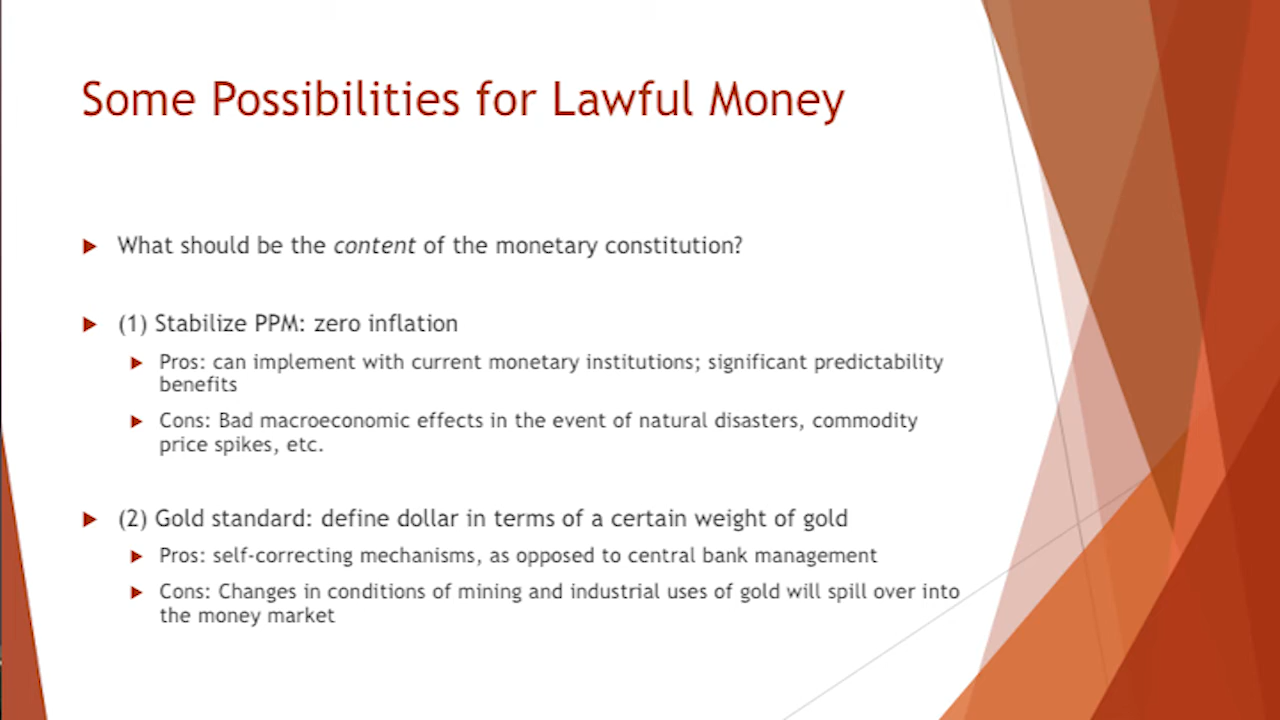 Some Possibilities for Lawful Money
What should be the content of the monetary constitution?
(1) Stabilize PPM: zero inflation
Pros: can implement with current monetary institutions; significant predictability
benefits
Cons: Bad macroeconomic effects in the event of natural disasters, commodity
price spikes, etc.
(2) Gold standard: define dollar in terms of a certain weight of gold
Pros: self-correcting mechanisms, as opposed to central bank management
Cons: Changes in conditions of mining and industrial uses of gold will spill over into
the money market